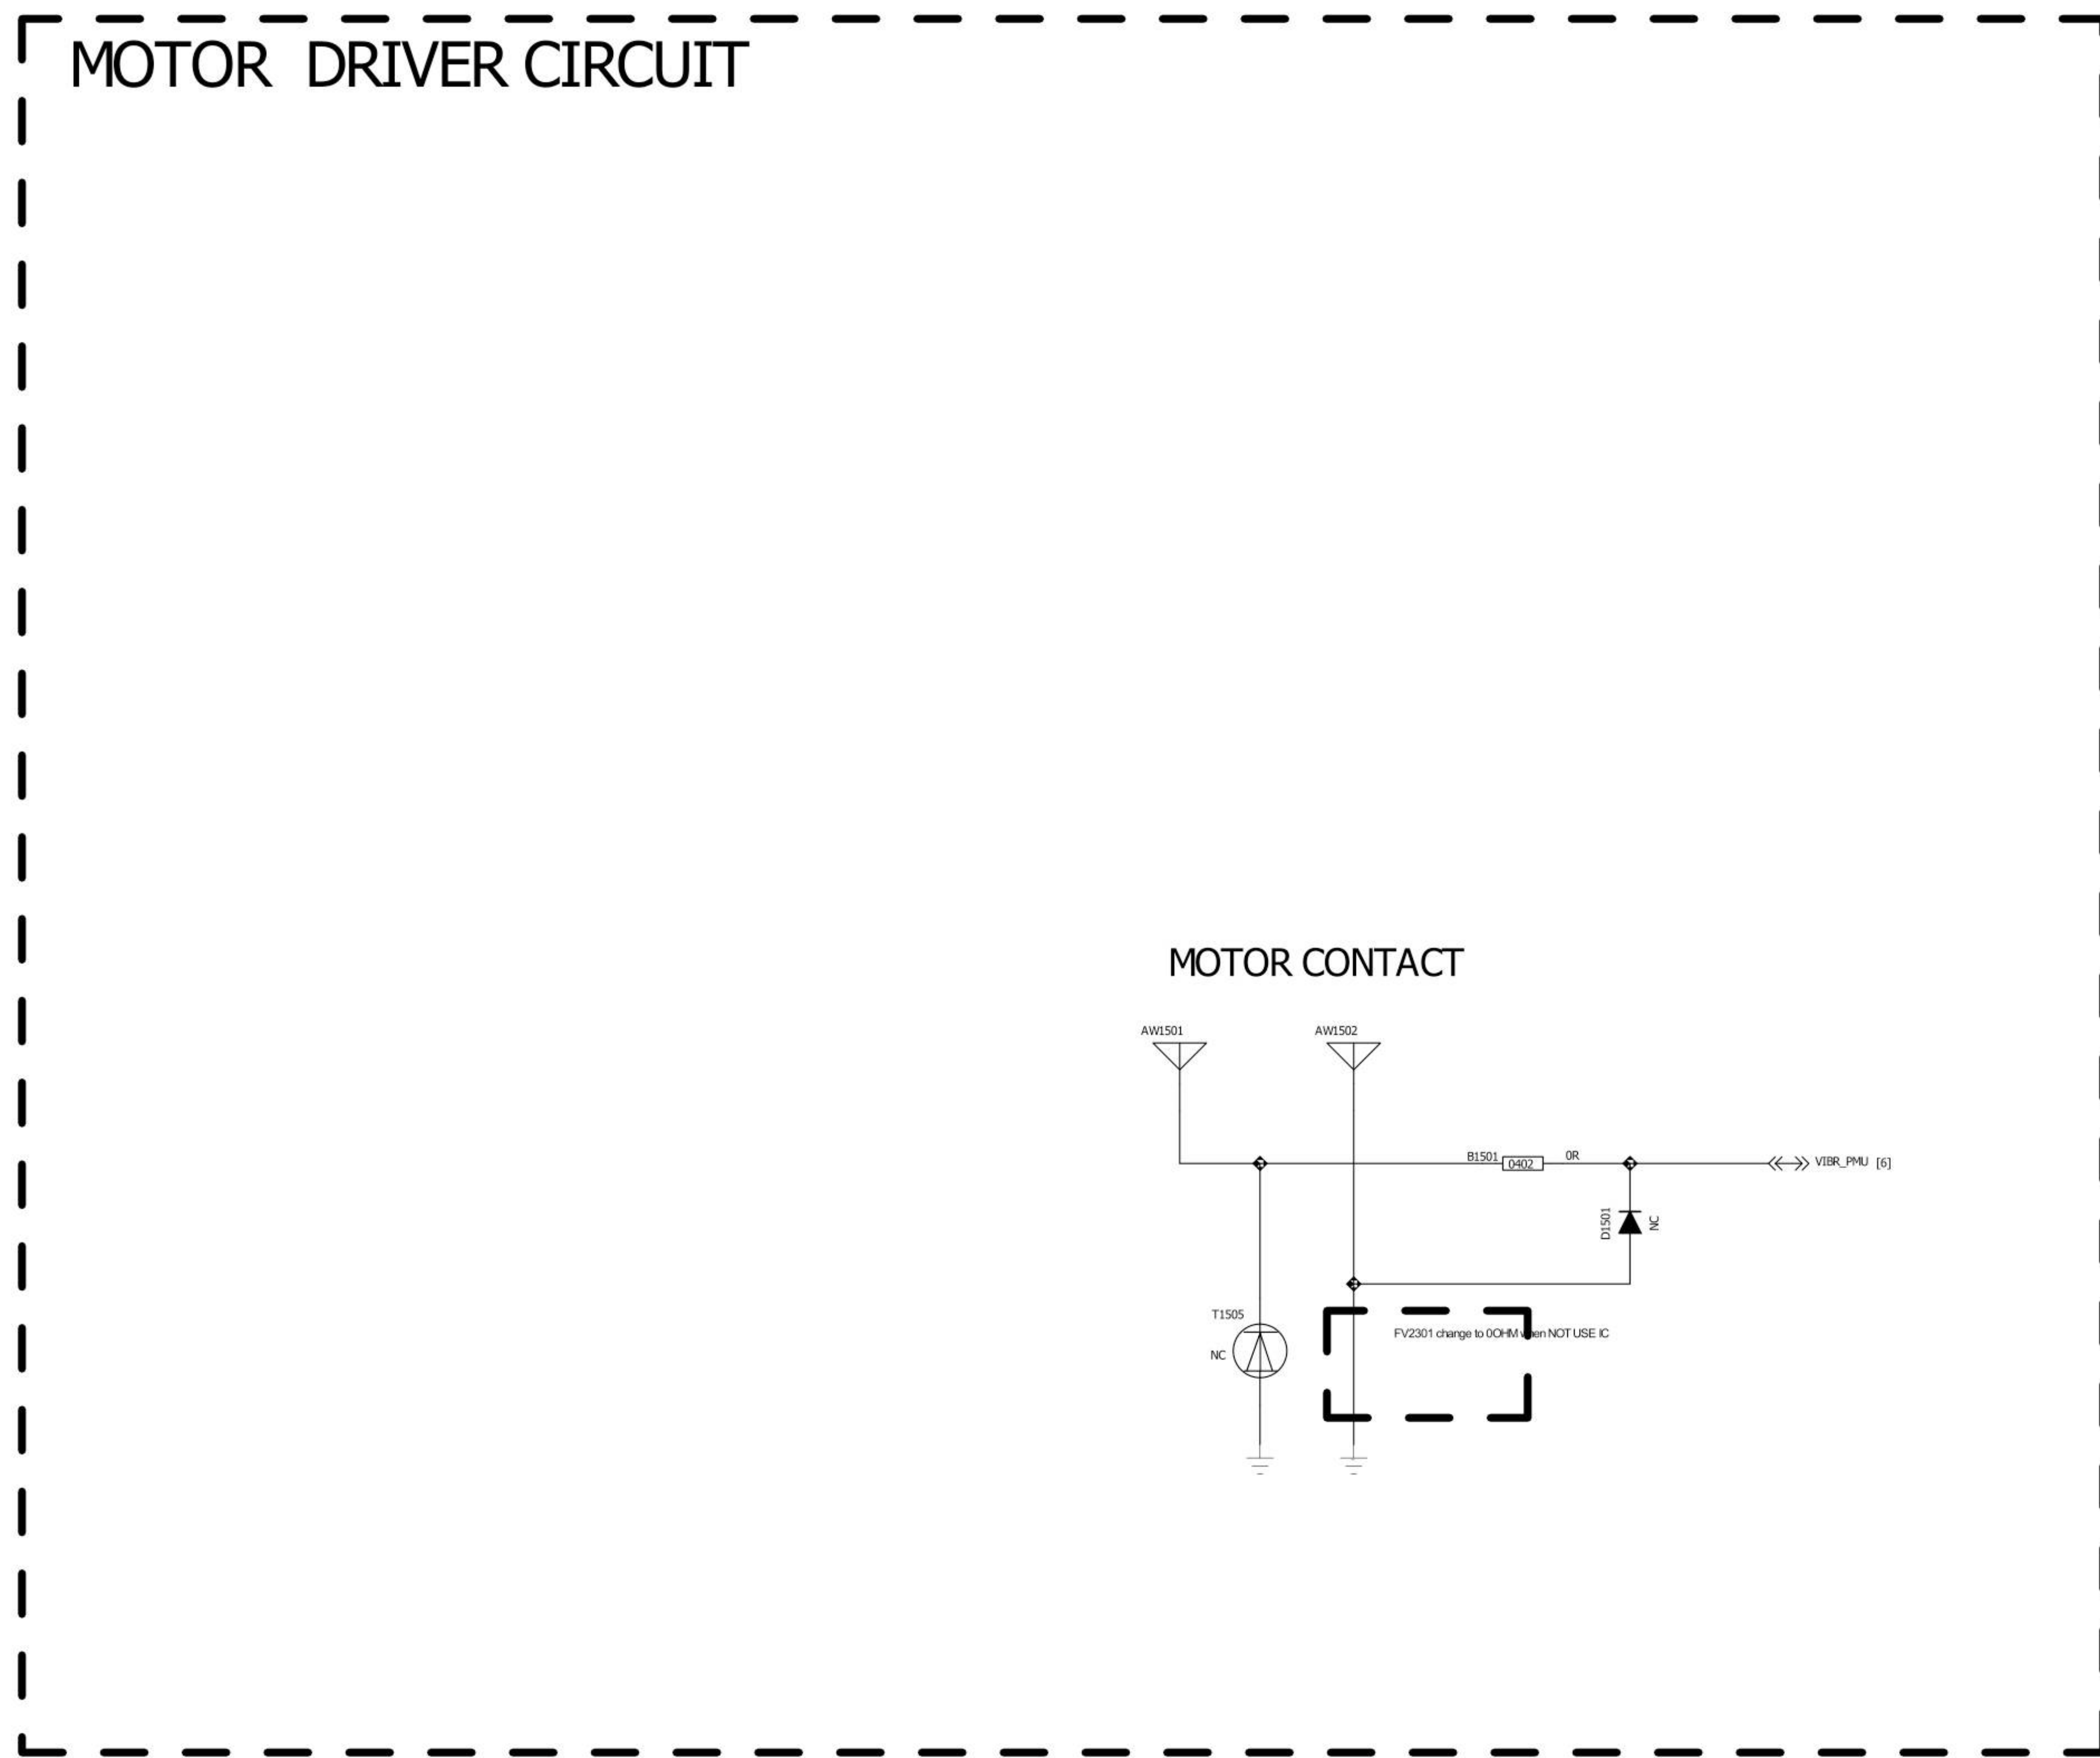 MOTOR DRIVER CIRCUIT
MOTOR CONTACT
AW1501
AW1502
B1501
0402
0R
VIBR_PMU [6]
D1501
NC
T1505
NC
FV2301 change to 0OHM when NOT USE IC